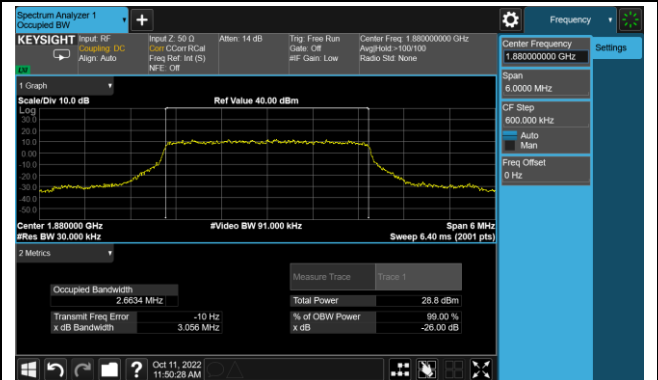 Spectrum Analyzer 1
Occupied BW
Frequency
KEYSIGHT
Input: RF
Coupling: DC
Align: Auto
Input Z: 50 Ω
Corr CCorr RCal
Freq Ref: Int (S)
NFE: Off
Atten: 14 dB
Trig: Free Run
Gate: Off
#IF Gain: Low
Center Freq: 1.880000000 GHz
Avg|Hold:>100/100
Radio Std: None
Center Frequency
1.880000000 GHz
Settings
Span
6.0000 MHz
CF Step
600.000 kHz
Auto
Man
Freq Offset
0 Hz
1 Graph
Scale/Div 10.0 dB
Ref Value 40.00 dBm
Log
30.0
20.0
10.0
0.00
-10.0
-20.0
-30.0
-40.0
-50.0
Center 1.880000 GHz
#Video BW 91.000 kHz
Span 6 MHz
#Res BW 30.000 kHz
Sweep 6.40 ms (2001 pts)
2 Metrics
Measure Trace
Trace 1
Occupied Bandwidth
2.6634 MHz
Total Power
28.8 dBm
Transmit Freq Error
-10 Hz
% of OBW Power
99.00 %
x dB Bandwidth
3.056 MHz
x dB
-26.00 dB
?
Oct 11, 2022
11:50:28 AM